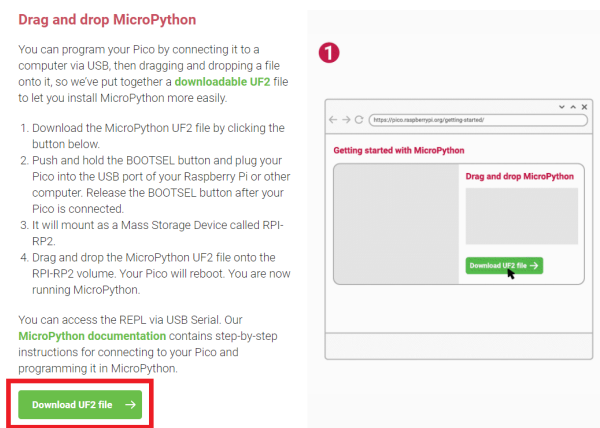 Drag and drop MicroPython
You can program your Pico by connecting it to a
computer via USB, then dragging and dropping a file
onto it, so we've put together a downloadable UF2 file
to let you install MicroPython more easily.
1. Download the MicroPython UF2 file by clicking the
button below.
2. Push and hold the BOOTSEL button and plug your
Pico into the USB port of your Raspberry Pi or other
computer. Release the BOOTSEL button after your
Pico is connected.
3. It will mount as a Mass Storage Device called RPI-
RP2.
4. Drag and drop the MicroPython UF2 file onto the
RPI-RP2 volume. Your Pico will reboot. You are now
running MicroPython.
You can access the REPL via USB Serial. Our
MicroPython documentation contains step-by-step
instructions for connecting to your Pico and
programming it in MicroPython.
Download UF2 file →
1
https://pico.raspberrypi.org/getting-started/
Getting started with MicroPython
Drag and drop MicroPython
Download UF2 file →